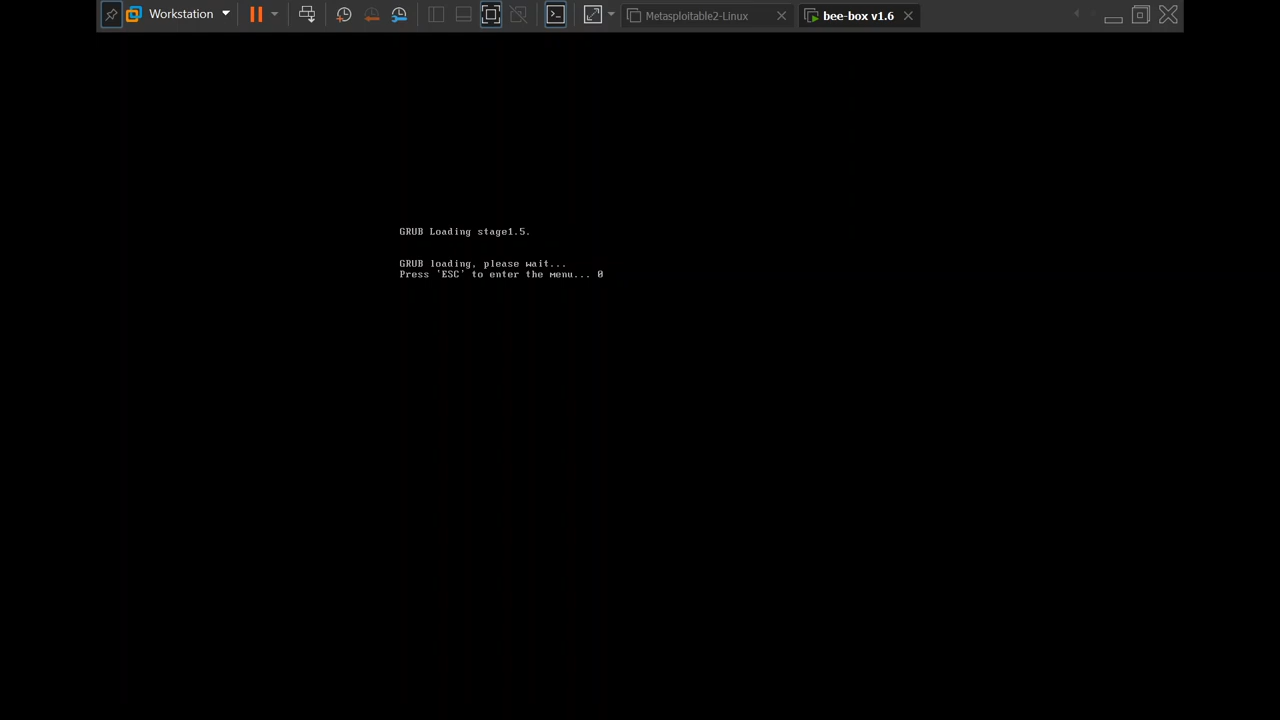 Workstation
Metasploitable2-Linux
bee-box v1.6
GRUB Loading stage1.5.
GRUB loading, please wait...
Press 'ESC' to enter the menu... 0